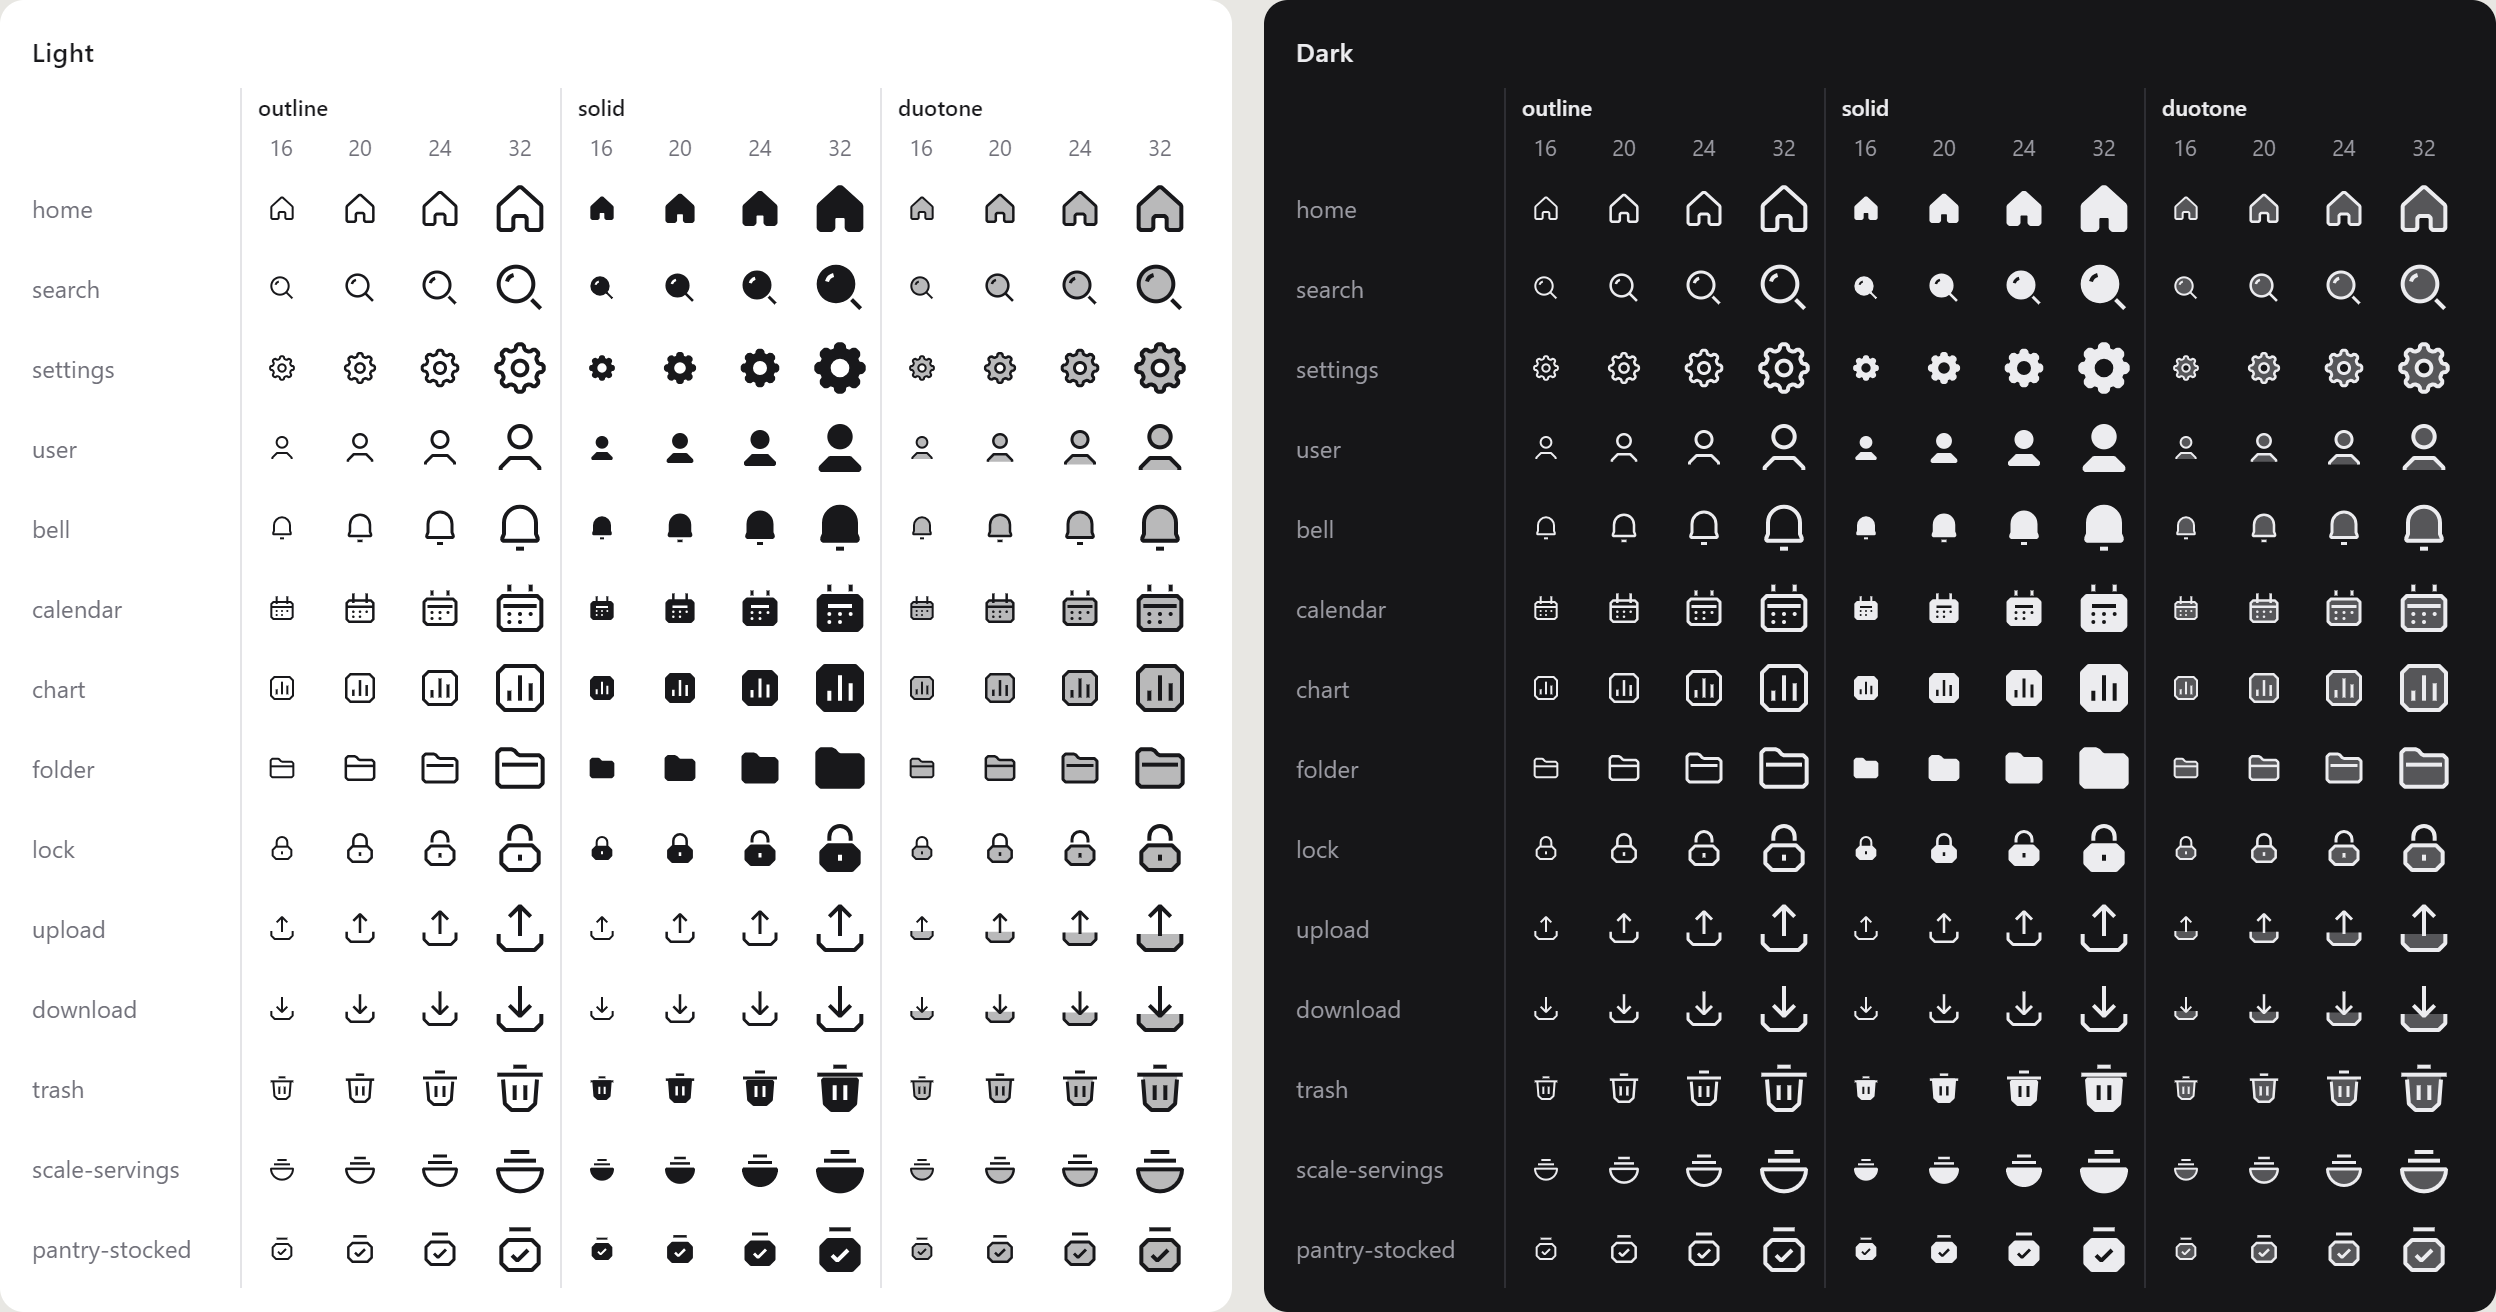 Light
outline solid duotone
16 20 24 32 16 20 24 32 16 20 24 32
home
search
settings
user
bell
calendar
chart
folder
lock
upload
download
trash
scale-servings
pantry-stocked
Dark
outline solid duotone
16 20 24 32 16 20 24 32 16 20 24 32
home
search
settings
user
bell
calendar
chart
folder
lock
upload
download
trash
scale-servings
pantry-stocked